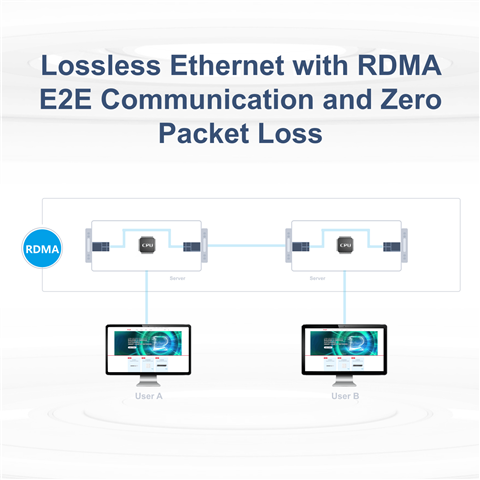 Lossless Ethernet with RDMA
E2E Communication and Zero
Packet Loss
RDMA
CPU
CPU
Server
Server
User A
User B